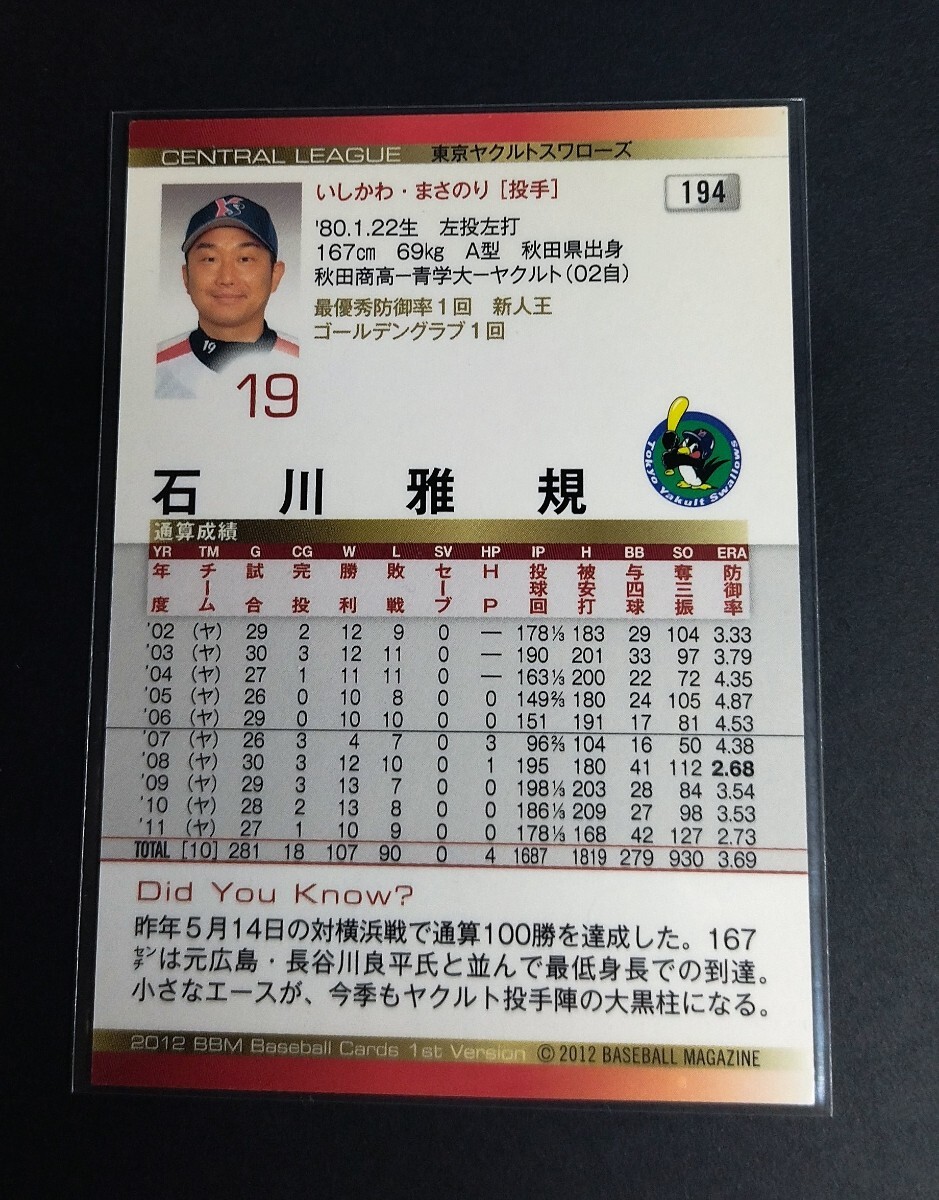 CENTRAL LEAGUE 東京ヤクルトスワローズ
194
いしかわ・まさのり［投手］
'80.1.22生 左投左打
167㎝ 69㎏ A型 秋田県出身
秋田商高ー青学大ーヤクルト（02自）
最優秀防御率1回 新人王
ゴールデングラブ1回
YS
19
19
Tokyo Yakult Swallows
石川雅規
通算成績
YR TM G CG W L SV HP IP H BB SO ERA
年度 チーム 試合 完投 勝利 敗戦 セーブ HP 投球回 被安打 与四球 奪三振 防御率
'02 (ヤ) 29 2 12 9 0 — 178⅓ 183 29 104 3.33
'03 (ヤ) 30 3 12 11 0 — 190 201 33 97 3.79
'04 (ヤ) 27 1 11 11 0 — 163⅓ 200 22 72 4.35
'05 (ヤ) 26 0 10 8 0 0 149⅔ 180 24 105 4.87
'06 (ヤ) 29 0 10 10 0 0 151 191 17 81 4.53
'07 (ヤ) 26 3 4 7 0 3 96⅔ 104 16 50 4.38
'08 (ヤ) 30 3 12 10 0 1 195 180 41 112 2.68
'09 (ヤ) 29 3 13 7 0 0 198⅓ 203 28 84 3.54
'10 (ヤ) 28 2 13 8 0 0 186⅓ 209 27 98 3.53
'11 (ヤ) 27 1 10 9 0 0 178⅓ 168 42 127 2.73
TOTAL [10] 281 18 107 90 0 4 1687 1819 279 930 3.69
Did You Know?
昨年5月14日の対横浜戦で通算100勝を達成した。167
センチは元広島・長谷川良平氏と並んで最低身長での到達。
小さなエースが、今季もヤクルト投手陣の大黒柱になる。
2012 BBM Baseball Cards 1st Version © 2012 BASEBALL MAGAZINE